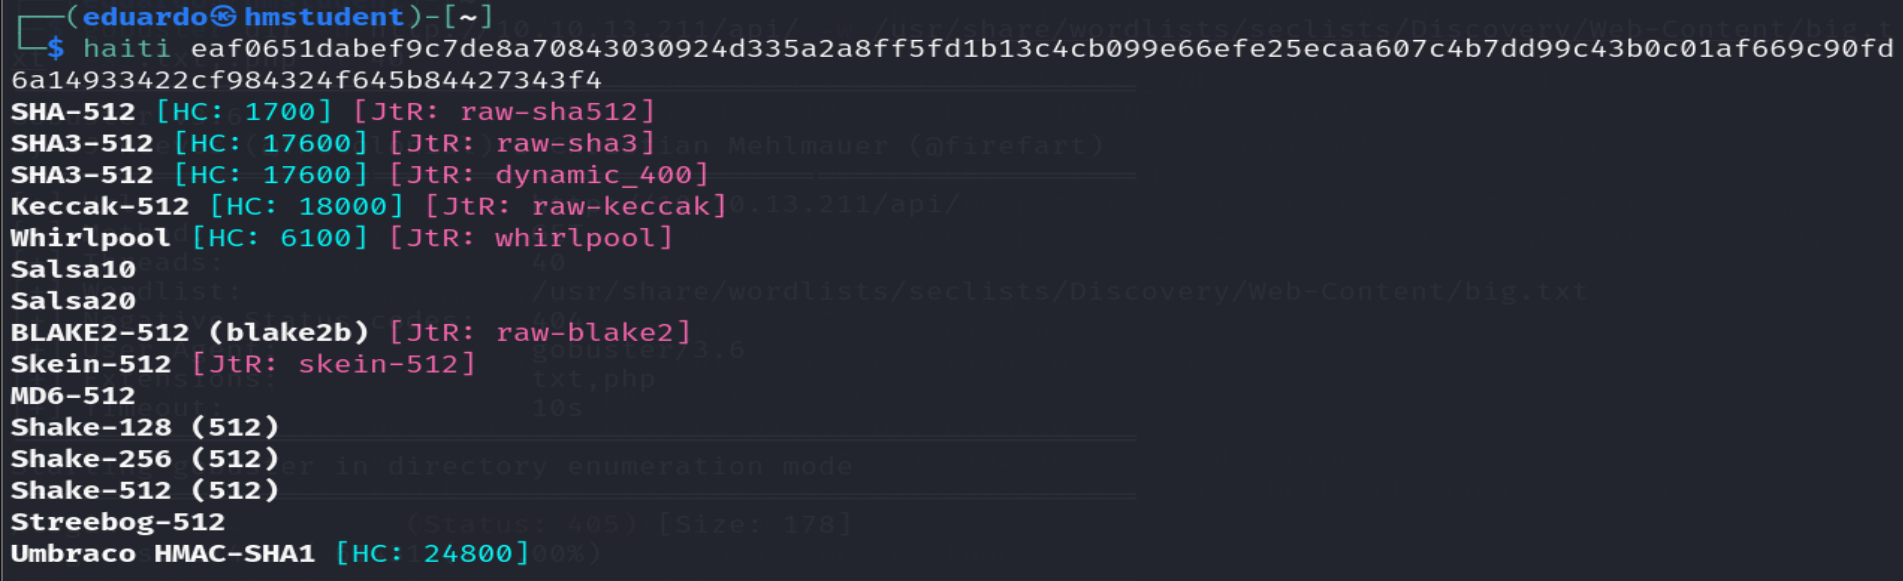 ┌──(eduardo㉿hmstudent)-[~]
└─$ haiti eaf0651dabef9c7de8a70843030924d335a2a8ff5fd1b13c4cb099e66efe25ecaa607c4b7dd99c43b0c01af669c90fd
6a14933422cf984324f645b84427343f4
SHA-512 [HC: 1700] [JtR: raw-sha512]
SHA3-512 [HC: 17600] [JtR: raw-sha3]
SHA3-512 [HC: 17600] [JtR: dynamic_400]
Keccak-512 [HC: 18000] [JtR: raw-keccak]
Whirlpool [HC: 6100] [JtR: whirlpool]
Salsa10
Salsa20
BLAKE2-512 (blake2b) [JtR: raw-blake2]
Skein-512 [JtR: skein-512]
MD6-512
Shake-128 (512)
Shake-256 (512)
Shake-512 (512)
Streebog-512
Umbraco HMAC-SHA1 [HC: 24800]